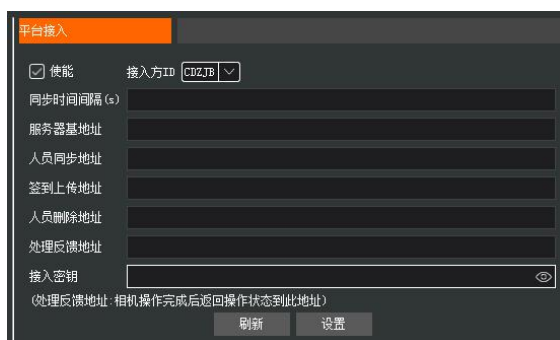 平台接入
使能 接入方ID CDZJTB
同步时间间隔(s)
服务器基地址
人员同步地址
签到上传地址
人员删除地址
处理反馈地址
接入密钥
(处理反馈地址:相机操作完成后返回操作状态到此地址)
刷新 设置